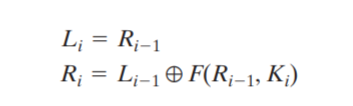 Lᵢ = Rᵢ₋₁
Rᵢ = Lᵢ₋₁ ⊕ F(Rᵢ₋₁, Kᵢ)